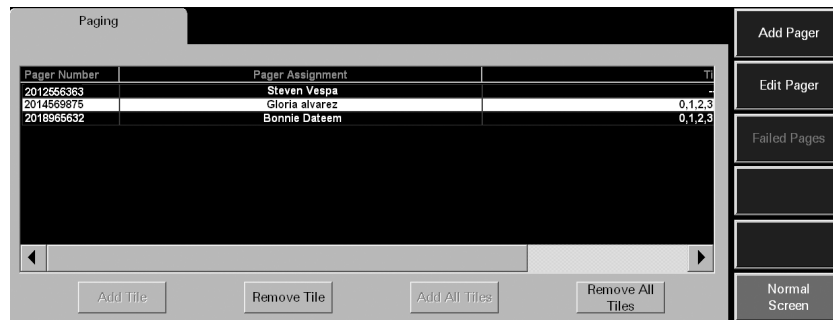 Paging
Pager Number Pager Assignment Ti
2012556363 Steven Vespa -
2014569875 Gloria alvarez 0,1,2,3
2018965632 Bonnie Dateem 0,1,2,3
Add Tile Remove Tile Add All Tiles Remove All
Tiles
Add Pager
Edit Pager
Failed Pages
Normal
Screen